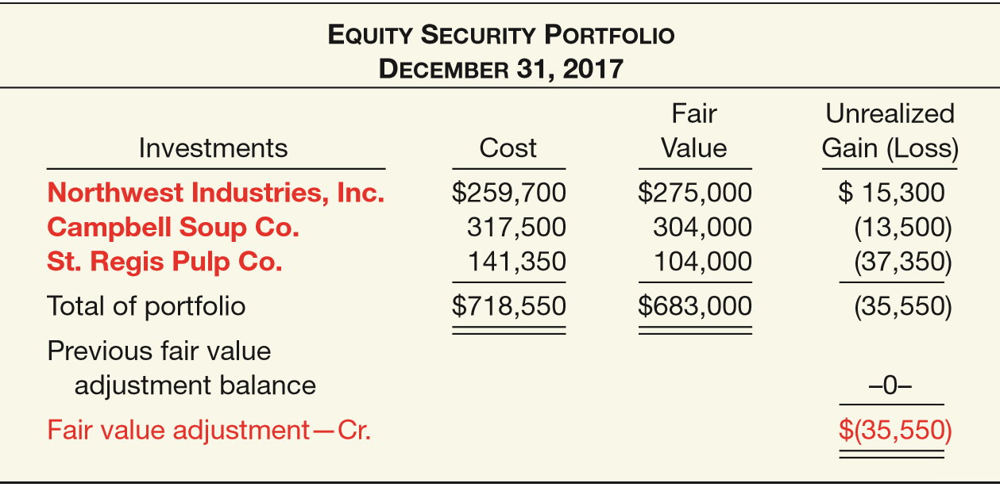 EQUITY SECURITY PORTFOLIO
DECEMBER 31, 2017
Fair Unrealized
Investments Cost Value Gain (Loss)
Northwest Industries, Inc. $259,700 $275,000 $ 15,300
Campbell Soup Co. 317,500 304,000 (13,500)
St. Regis Pulp Co. 141,350 104,000 (37,350)
Total of portfolio $718,550 $683,000 (35,550)
Previous fair value
adjustment balance –0–
Fair value adjustment—Cr. $(35,550)